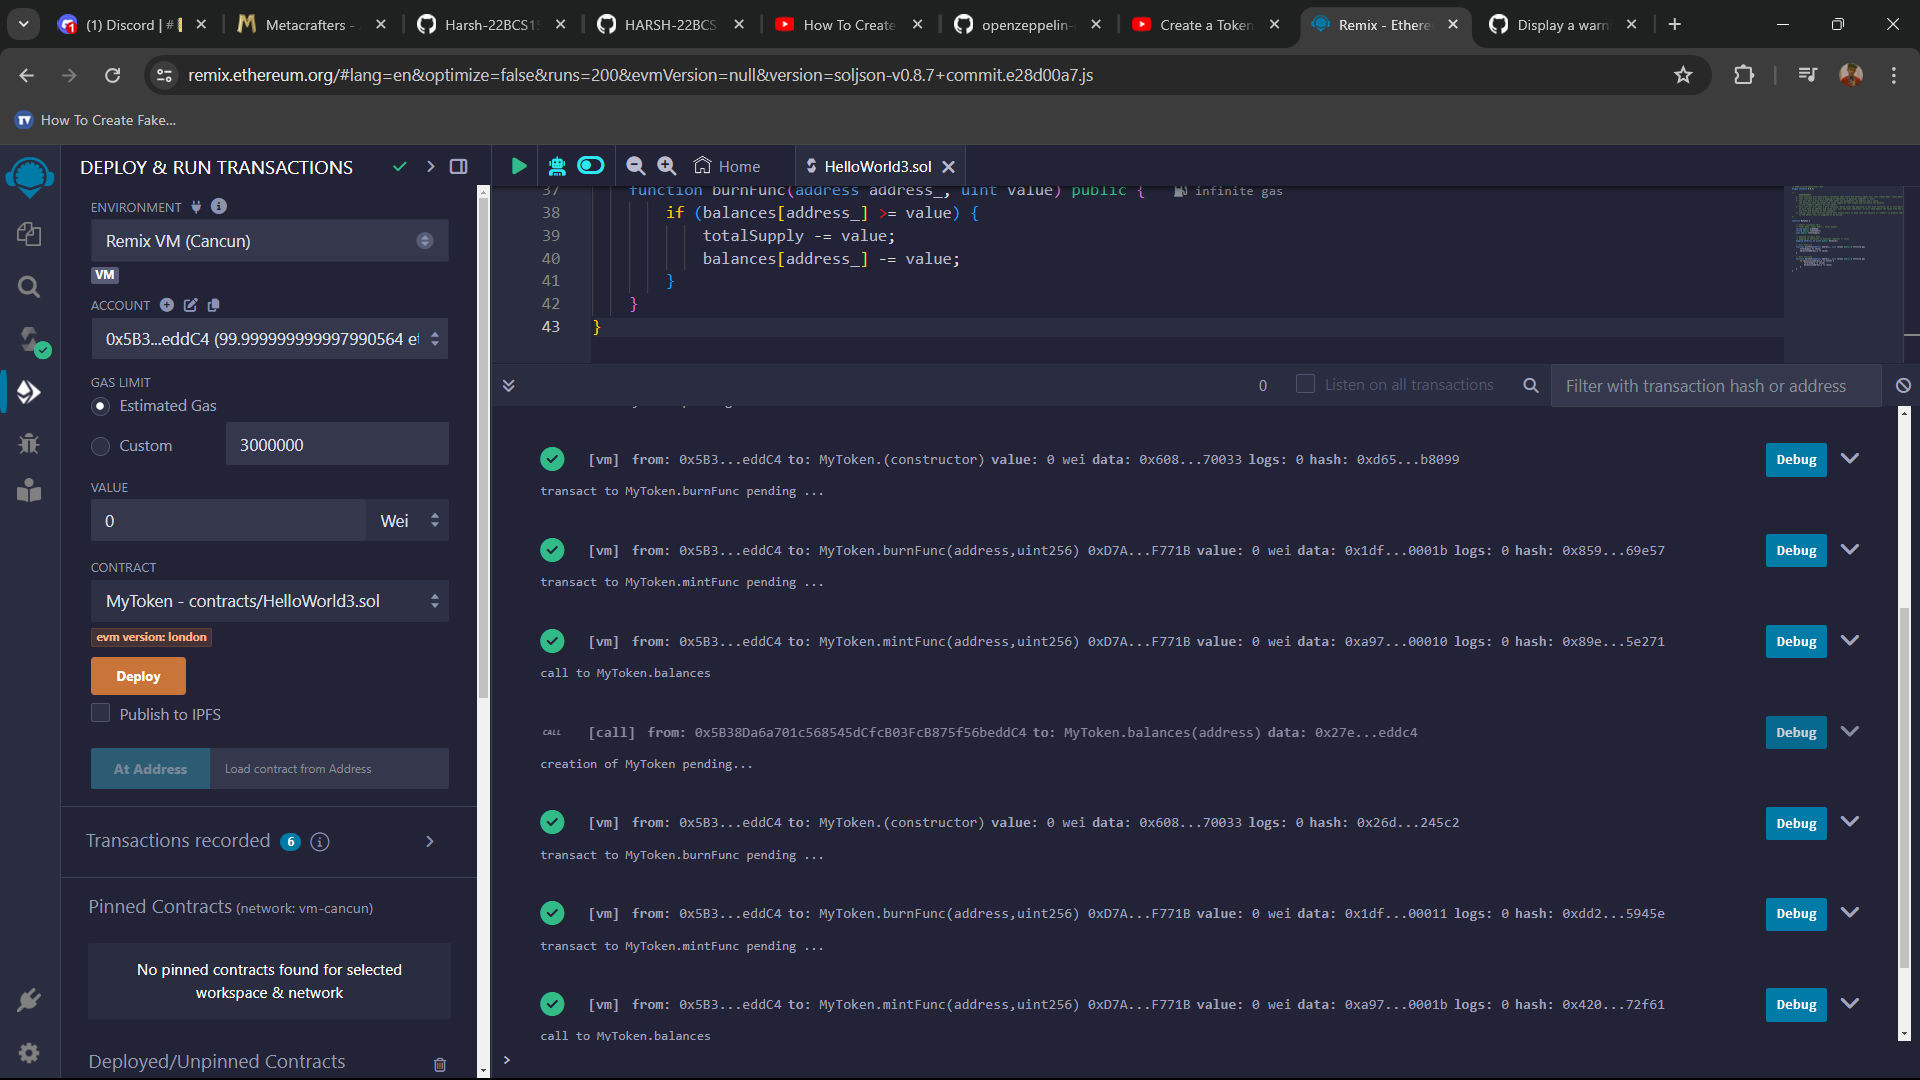 (1) Discord | #
Metacrafters -
Harsh-22BCS1
HARSH-22BCS
How To Create
openzeppelin-
Create a Token
Remix - Ethere
Display a warn
remix.ethereum.org/#lang=en&optimize=false&runs=200&evmVersion=null&version=soljson-v0.8.7+commit.e28d00a7.js
How To Create Fake...
DEPLOY & RUN TRANSACTIONS
Home
HelloWorld3.sol
ENVIRONMENT
Remix VM (Cancun)
VM
ACCOUNT
0x5B3...eddC4 (99.999999999997990564 et
GAS LIMIT
Estimated Gas
Custom
3000000
VALUE
0
Wei
CONTRACT
MyToken - contracts/HelloWorld3.sol
evm version: london
Deploy
Publish to IPFS
At Address
Load contract from Address
Transactions recorded 6
Pinned Contracts (network: vm-cancun)
No pinned contracts found for selected
workspace & network
Deployed/Unpinned Contracts
37 function burnFunc(address address_, uint value) public { infinite gas
38 if (balances[address_] >= value) {
39 totalSupply -= value;
40 balances[address_] -= value;
41 }
42 }
43 }
0
Listen on all transactions
Filter with transaction hash or address
[vm] from: 0x5B3...eddC4 to: MyToken.(constructor) value: 0 wei data: 0x608...70033 logs: 0 hash: 0xd65...b8099
Debug
transact to MyToken.burnFunc pending ...
[vm] from: 0x5B3...eddC4 to: MyToken.burnFunc(address,uint256) 0xD7A...F771B value: 0 wei data: 0x1df...0001b logs: 0 hash: 0x859...69e57
Debug
transact to MyToken.mintFunc pending ...
[vm] from: 0x5B3...eddC4 to: MyToken.mintFunc(address,uint256) 0xD7A...F771B value: 0 wei data: 0xa97...00010 logs: 0 hash: 0x89e...5e271
Debug
call to MyToken.balances
CALL [call] from: 0x5B38Da6a701c568545dCfcB03FcB875f56beddC4 to: MyToken.balances(address) data: 0x27e...eddc4
Debug
creation of MyToken pending...
[vm] from: 0x5B3...eddC4 to: MyToken.(constructor) value: 0 wei data: 0x608...70033 logs: 0 hash: 0x26d...245c2
Debug
transact to MyToken.burnFunc pending ...
[vm] from: 0x5B3...eddC4 to: MyToken.burnFunc(address,uint256) 0xD7A...F771B value: 0 wei data: 0x1df...00011 logs: 0 hash: 0xdd2...5945e
Debug
transact to MyToken.mintFunc pending ...
[vm] from: 0x5B3...eddC4 to: MyToken.mintFunc(address,uint256) 0xD7A...F771B value: 0 wei data: 0xa97...0001b logs: 0 hash: 0x420...72f61
Debug
call to MyToken.balances
>